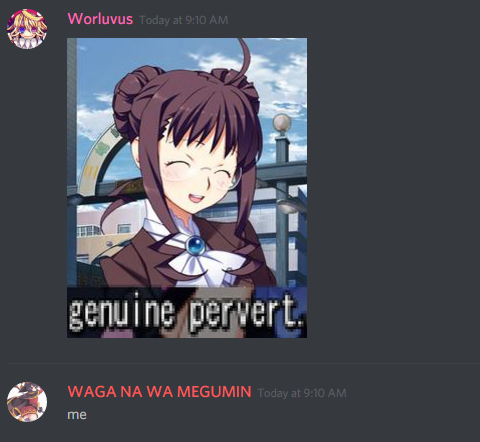 Worluvus Today at 9:10 AM
genuine pervert.
WAGA NA WA MEGUMIN Today at 9:10 AM
me